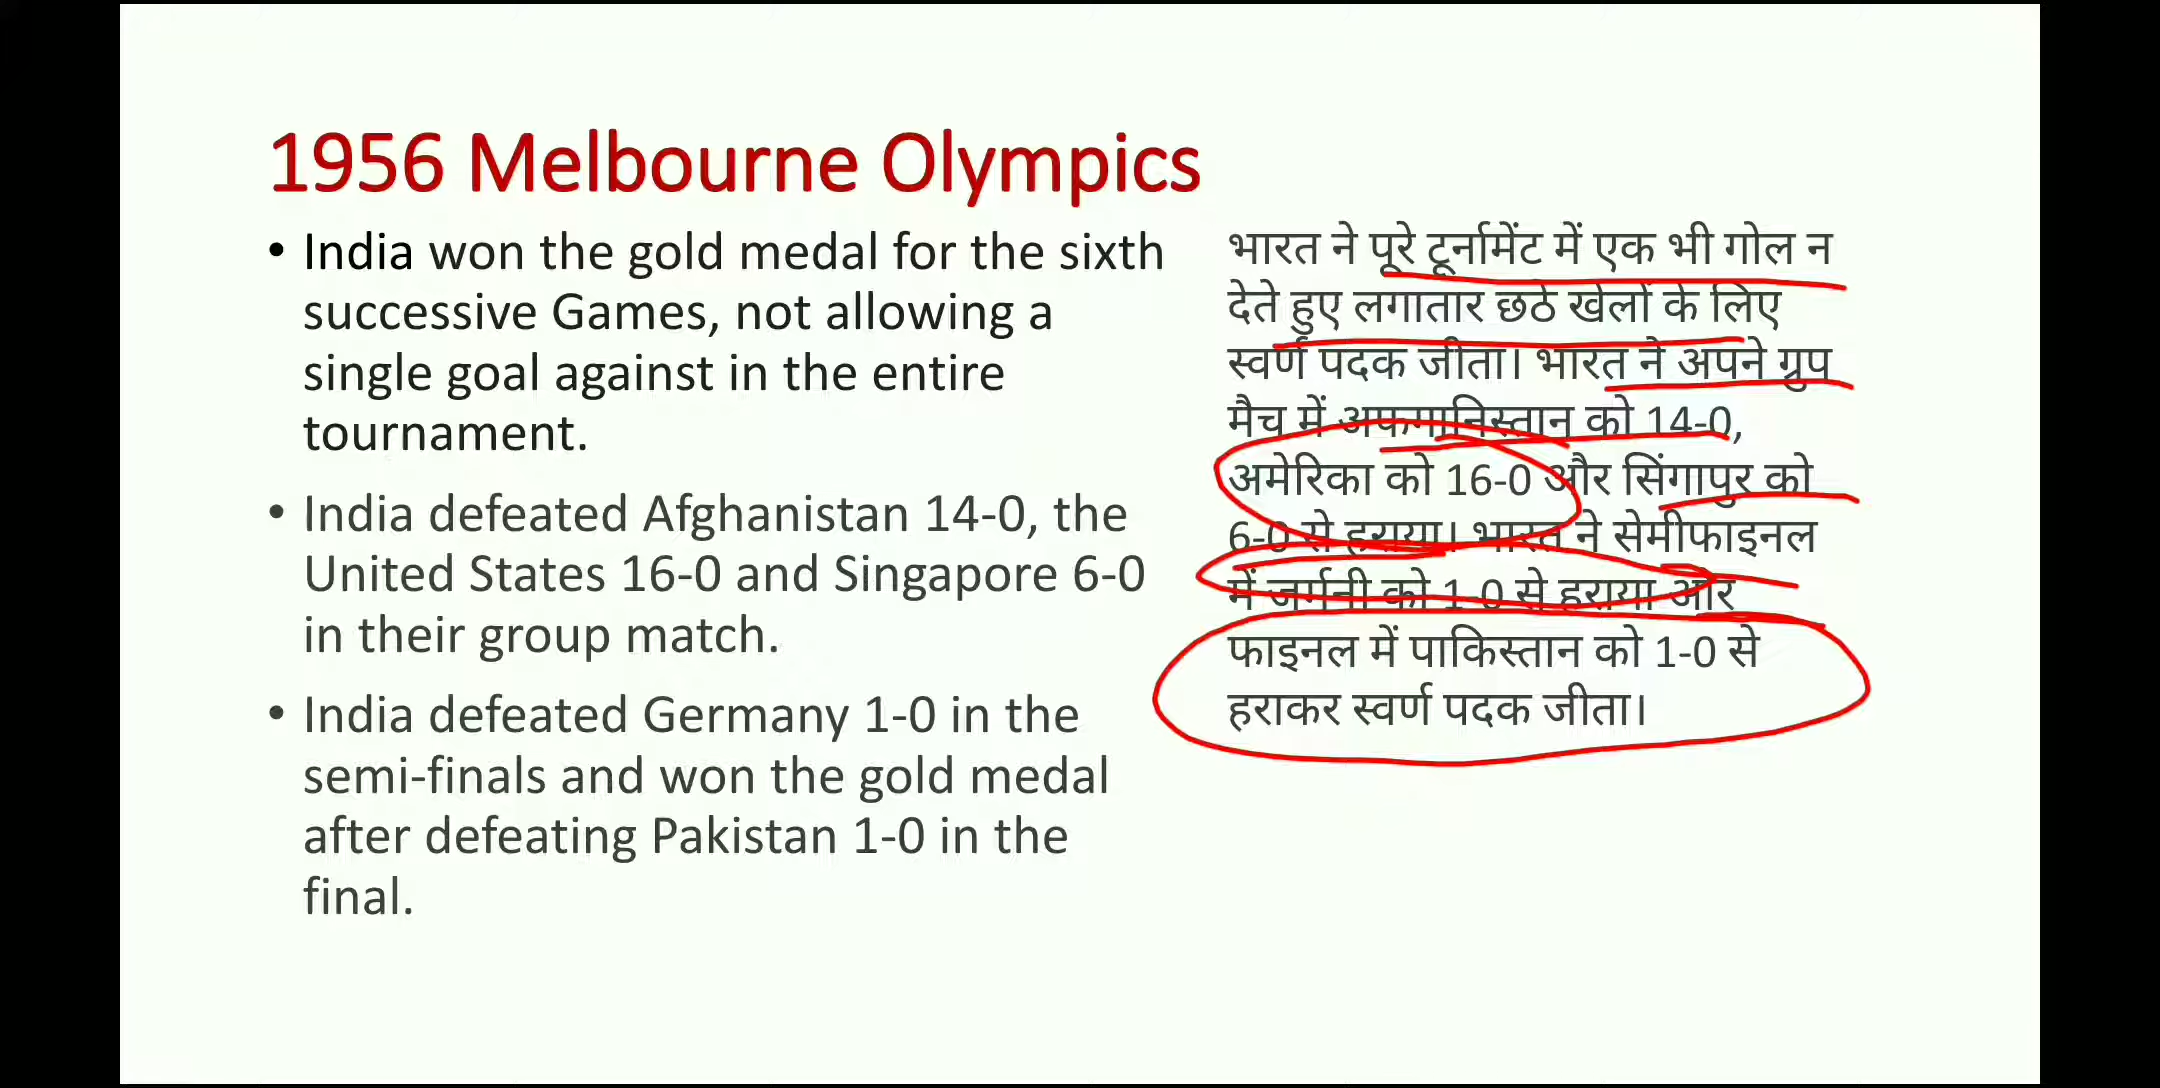 1956 Melbourne Olympics
• India won the gold medal for the sixth
successive Games, not allowing a
single goal against in the entire
tournament.
• India defeated Afghanistan 14-0, the
United States 16-0 and Singapore 6-0
in their group match.
• India defeated Germany 1-0 in the
semi-finals and won the gold medal
after defeating Pakistan 1-0 in the
final.
भारत ने पूरे टूर्नामेंट में एक भी गोल न
देते हुए लगातार छठे खेलों के लिए
स्वर्ण पदक जीता। भारत ने अपने ग्रुप
मैच में अफगानिस्तान को 14-0,
अमेरिका को 16-0 और सिंगापुर को
6-0 से हराया। भारत ने सेमीफाइनल
में जर्मनी को 1-0 से हराया और
फाइनल में पाकिस्तान को 1-0 से
हराकर स्वर्ण पदक जीता।